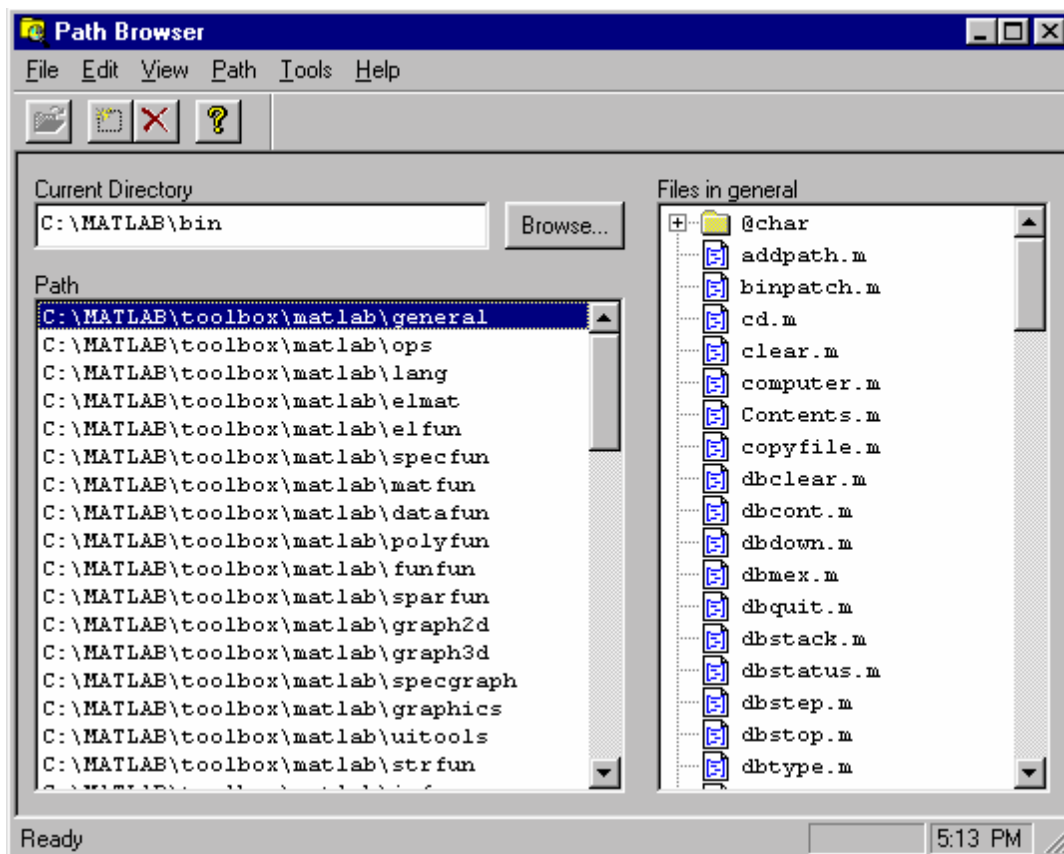 Path Browser
File Edit View Path Tools Help
Current Directory
C:\MATLAB\bin
Browse...
Path
C:\MATLAB\toolbox\matlab\general
C:\MATLAB\toolbox\matlab\ops
C:\MATLAB\toolbox\matlab\lang
C:\MATLAB\toolbox\matlab\elmat
C:\MATLAB\toolbox\matlab\elfun
C:\MATLAB\toolbox\matlab\specfun
C:\MATLAB\toolbox\matlab\matfun
C:\MATLAB\toolbox\matlab\datafun
C:\MATLAB\toolbox\matlab\polyfun
C:\MATLAB\toolbox\matlab\funfun
C:\MATLAB\toolbox\matlab\sparfun
C:\MATLAB\toolbox\matlab\graph2d
C:\MATLAB\toolbox\matlab\graph3d
C:\MATLAB\toolbox\matlab\specgraph
C:\MATLAB\toolbox\matlab\graphics
C:\MATLAB\toolbox\matlab\uitools
C:\MATLAB\toolbox\matlab\strfun
Files in general
@char
addpath.m
binpatch.m
cd.m
clear.m
computer.m
Contents.m
copyfile.m
dbclear.m
dbcont.m
dbdown.m
dbmex.m
dbquit.m
dbstack.m
dbstatus.m
dbstep.m
dbstop.m
dbtype.m
Ready
5:13 PM